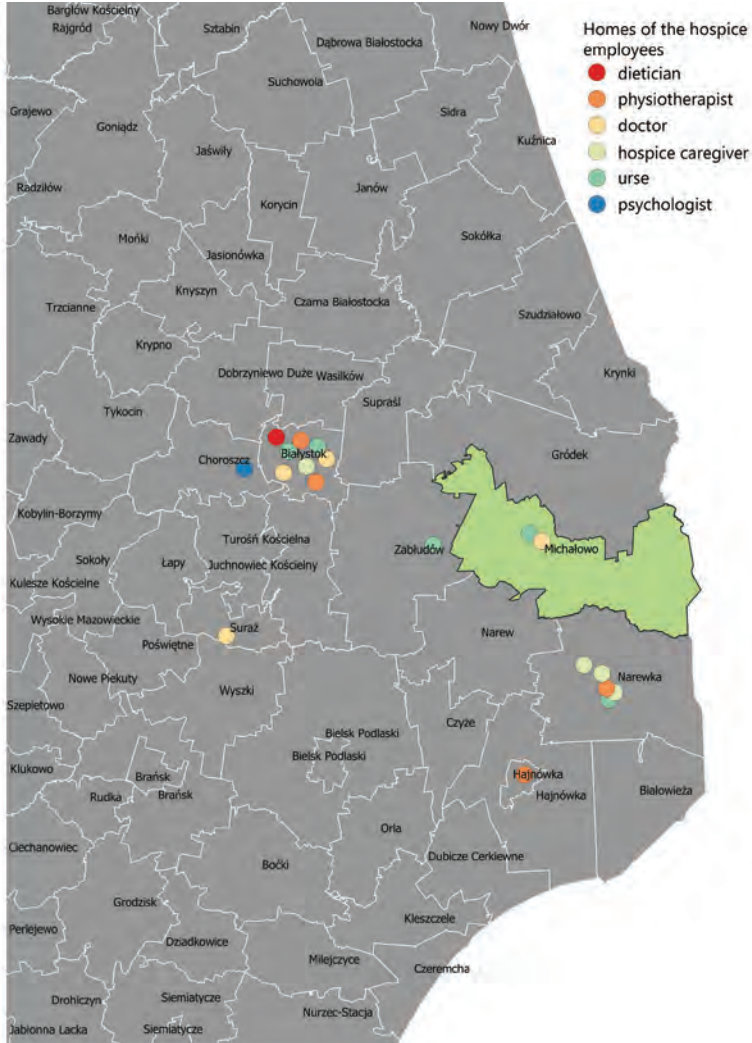 Homes of the hospice
employees
dietician
physiotherapist
doctor
hospice caregiver
urse
psychologist
Bargłów Kościelny
Rajgród
Sztabin
Nowy Dwór
Dąbrowa Białostocka
Suchowola
Grajewo
Goniądz
Sidra
Kuźnica
Jaświły
Radziłów
Janów
Korycin
Mońki
Sokółka
Jasionówka
Knyszyn
Czarna Białostocka
Trzcianne
Szudziałowo
Krypno
Dobrzyniewo Duże
Wasilków
Krynki
Supraśl
Tykocin
Zawady
Gródek
Białystok
Choroszcz
Kobylin-Borzymy
Turośń Kościelna
Zabłudów
Michałowo
Sokoły
Łapy
Juchnowiec Kościelny
Kulesze Kościelne
Wysokie Mazowieckie
Suraż
Narew
Poświętne
Nowe Piekuty
Narewka
Wyszki
Szepietowo
Czyże
Bielsk Podlaski
Bielsk Podlaski
Klukowo
Brańsk
Hajnówka
Rudka
Brańsk
Hajnówka
Białowieża
Orla
Ciechanowiec
Dubicze Cerkiewne
Boćki
Grodzisk
Kleszczele
Perlejewo
Dziadkowice
Milejczyce
Czeremcha
Drohiczyn
Siemiatycze
Nurzec-Stacja
Jabłonna Lacka
Siemiatycze